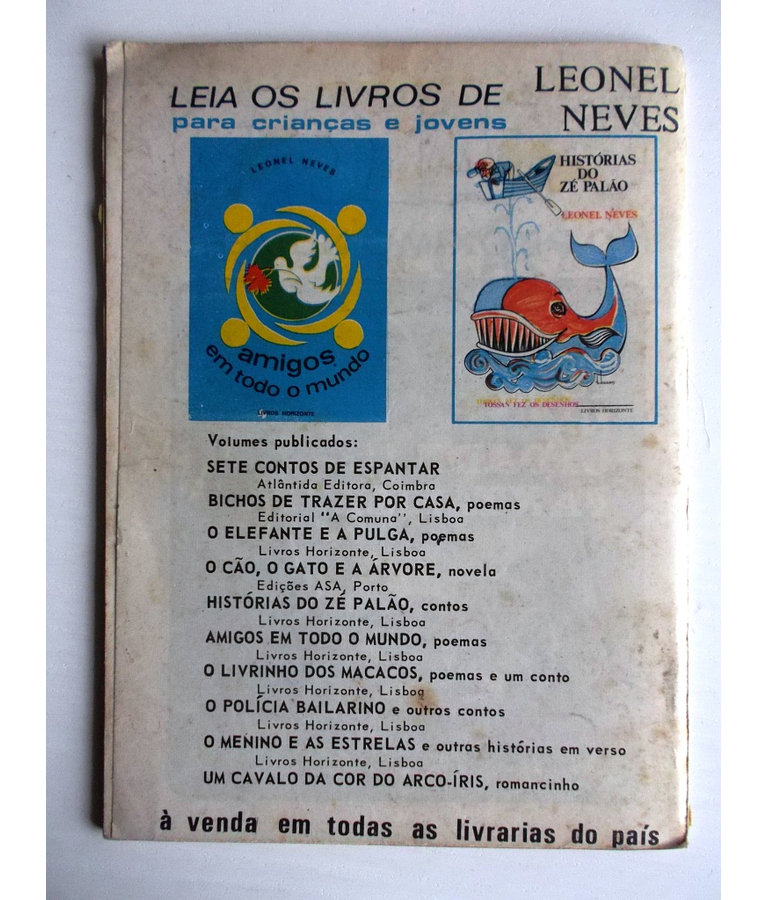 LEIA OS LIVROS DE LEONEL NEVES
para crianças e jovens
LEONEL NEVES
amigos
em todo o mundo
LIVROS HORIZONTE
HISTÓRIAS
DO
ZÉ PALÃO
LEONEL NEVES
TOSSAN FEZ OS DESENHOS
LIVROS HORIZONTE
Volumes publicados:
SETE CONTOS DE ESPANTAR
Atlântida Editora, Coimbra
BICHOS DE TRAZER POR CASA, poemas
Editorial "A Comuna", Lisboa
O ELEFANTE E A PULGA, poemas
Livros Horizonte, Lisboa
O CÃO, O GATO E A ÁRVORE, novela
Edições ASA, Porto
HISTÓRIAS DO ZÉ PALÃO, contos
Livros Horizonte, Lisboa
AMIGOS EM TODO O MUNDO, poemas
Livros Horizonte, Lisboa
O LIVRINHO DOS MACACOS, poemas e um conto
Livros Horizonte, Lisboa
O POLÍCIA BAILARINO e outros contos
Livros Horizonte, Lisboa
O MENINO E AS ESTRELAS e outras histórias em verso
Livros Horizonte, Lisboa
UM CAVALO DA COR DO ARCO-ÍRIS, romancinho
à venda em todas as livrarias do país